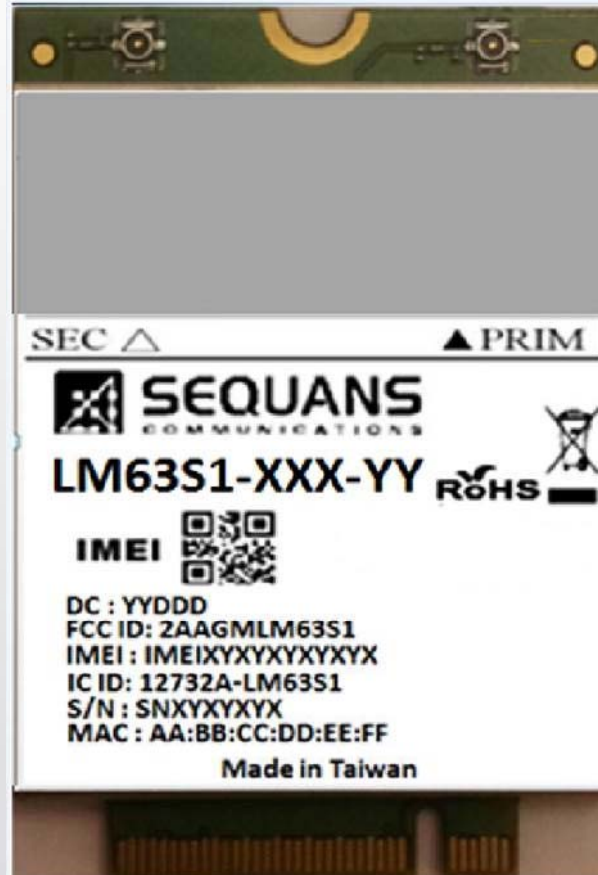 SEC △ ▲ PRIM
SEQUANS
COMMUNICATIONS
LM63S1-XXX-YY RoHS
IMEI
DC : YYDDD
FCC ID: 2AAGMLM63S1
IMEI : IMEIXYXYXYXYXYX
IC ID: 12732A-LM63S1
S/N : SNXYXYXYX
MAC : AA:BB:CC:DD:EE:FF
Made in Taiwan